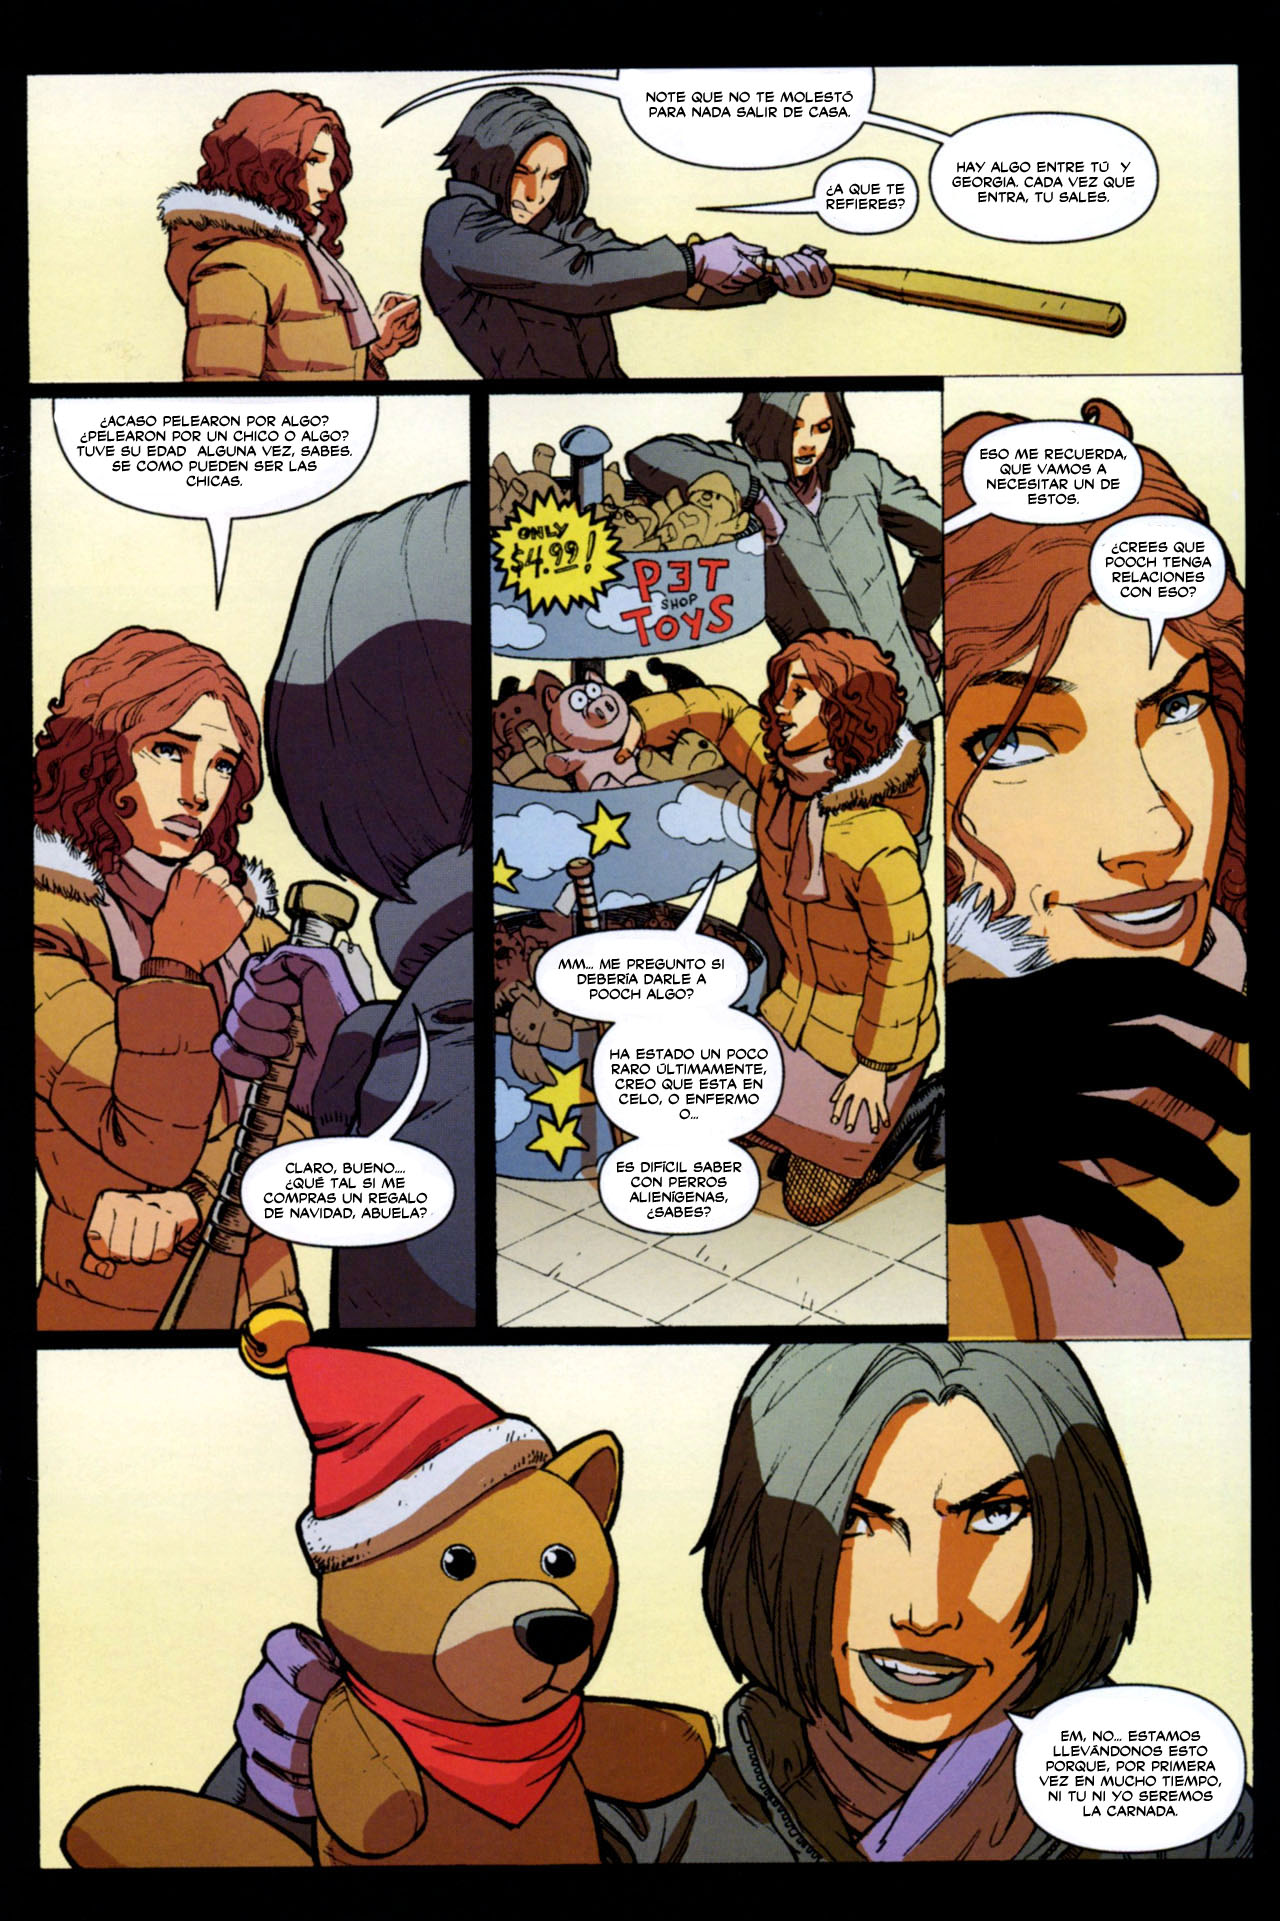 NOTE QUE NO TE MOLESTÓ
PARA NADA SALIR DE CASA.
HAY ALGO ENTRE TÚ Y
GEORGIA. CADA VEZ QUE
ENTRA, TU SALES.
¿A QUE TE
REFIERES?
¿ACASO PELEARON POR ALGO?
¿PELEARON POR UN CHICO O ALGO?
TUVE SU EDAD ALGUNA VEZ, SABES.
SE COMO PUEDEN SER LAS
CHICAS.
CLARO, BUENO....
¿QUÉ TAL SI ME
COMPRAS UN REGALO
DE NAVIDAD, ABUELA?
ONLY
$4.99!
PET
SHOP
TOYS
MM... ME PREGUNTO SI
DEBERÍA DARLE A
POOCH ALGO?
HA ESTADO UN POCO
RARO ÚLTIMAMENTE,
CREO QUE ESTA EN
CELO, O ENFERMO
O...
ES DIFÍCIL SABER
CON PERROS
ALIENÍGENAS,
¿SABES?
ESO ME RECUERDA,
QUE VAMOS A
NECESITAR UN DE
ESTOS.
¿CREES QUE
POOCH TENGA
RELACIONES
CON ESO?
EM, NO... ESTAMOS
LLEVÁNDONOS ESTO
PORQUE, POR PRIMERA
VEZ EN MUCHO TIEMPO,
NI TU NI YO SEREMOS
LA CARNADA.